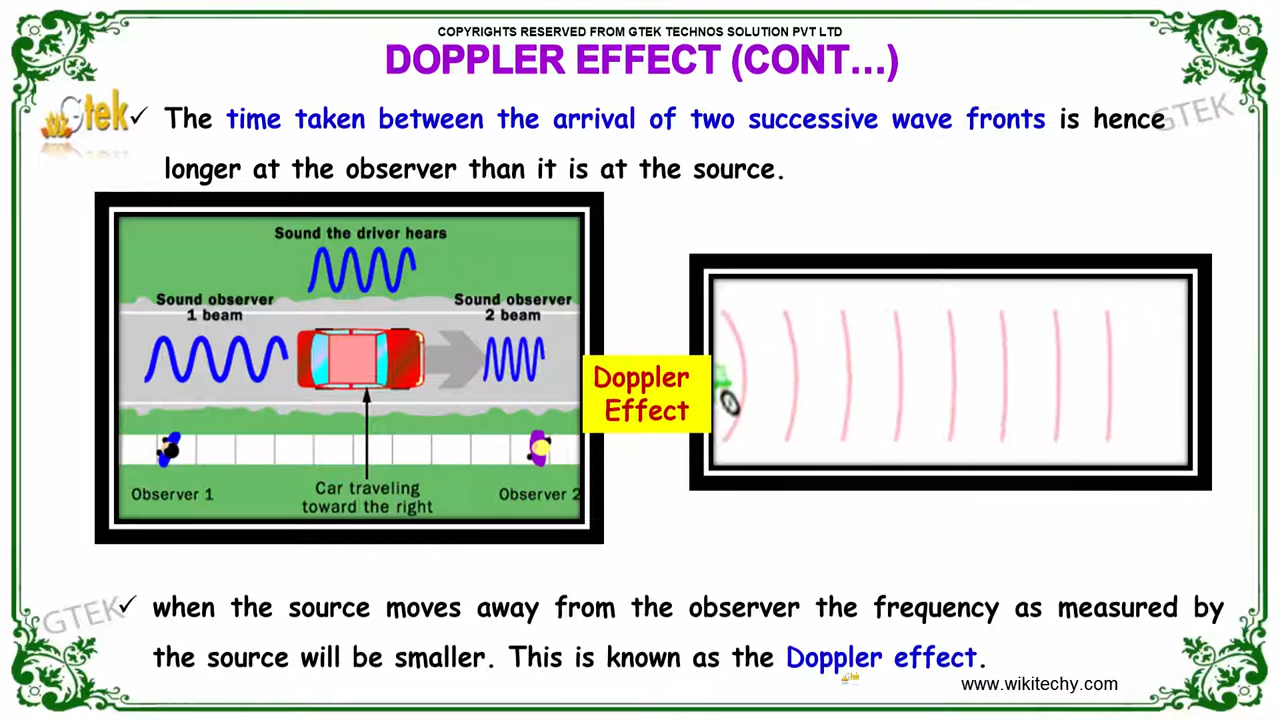 COPYRIGHTS RESERVED FROM GTEK TECHNOS SOLUTION PVT LTD
DOPPLER EFFECT (CONT...)
Gtek
GTEK
✓ The time taken between the arrival of two successive wave fronts is hence
longer at the observer than it is at the source.
Sound the driver hears
Sound observer
1 beam
Sound observer
2 beam
Observer 1
Car traveling
toward the right
Observer 2
Doppler
Effect
GTEK
✓ when the source moves away from the observer the frequency as measured by
the source will be smaller. This is known as the Doppler effect.
Gtek
www.wikitechy.com